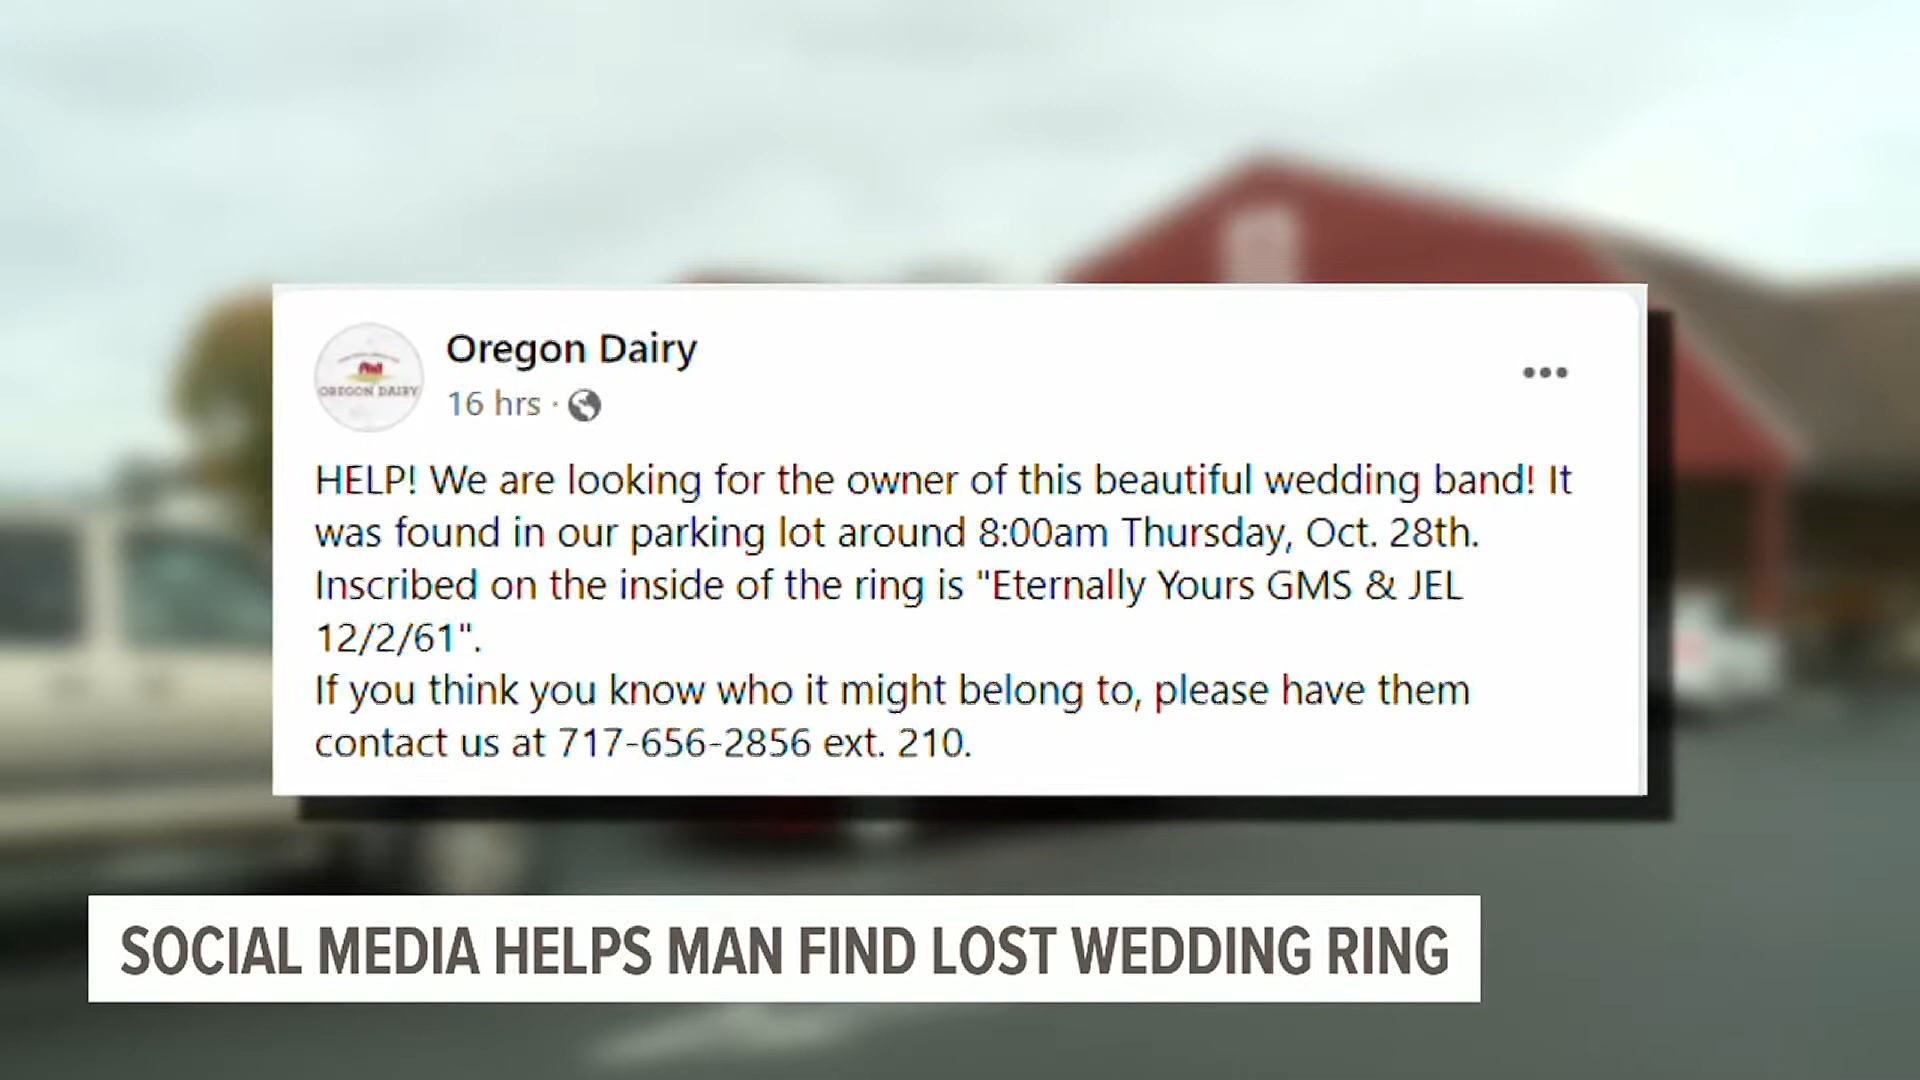 Oregon Dairy
16 hrs ·
OREGON DAIRY
HELP! We are looking for the owner of this beautiful wedding band! It
was found in our parking lot around 8:00am Thursday, Oct. 28th.
Inscribed on the inside of the ring is "Eternally Yours GMS & JEL
12/2/61".
If you think you know who it might belong to, please have them
contact us at 717-656-2856 ext. 210.
SOCIAL MEDIA HELPS MAN FIND LOST WEDDING RING